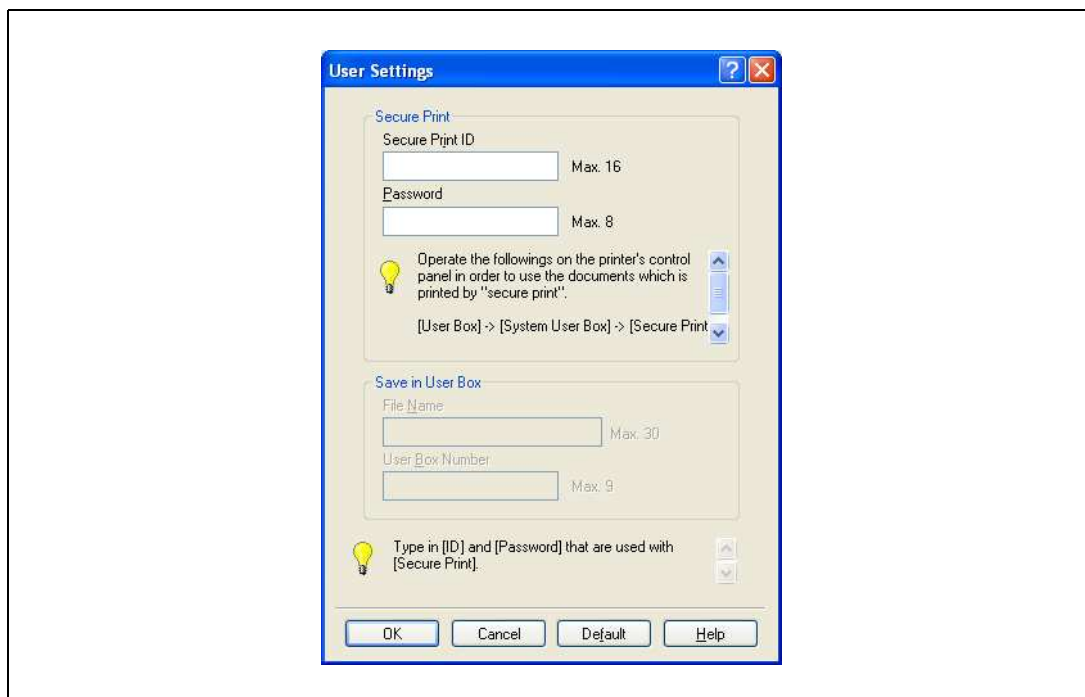 User Settings
Secure Print
Secure Print ID
Max. 16
Password
Max. 8
Operate the followings on the printer's control
panel in order to use the documents which is
printed by "secure print".
[User Box] -> [System User Box] -> [Secure Print
Save in User Box
File Name
Max. 30
User Box Number
Max. 9
Type in [ID] and [Password] that are used with
[Secure Print].
OK
Cancel
Default
Help